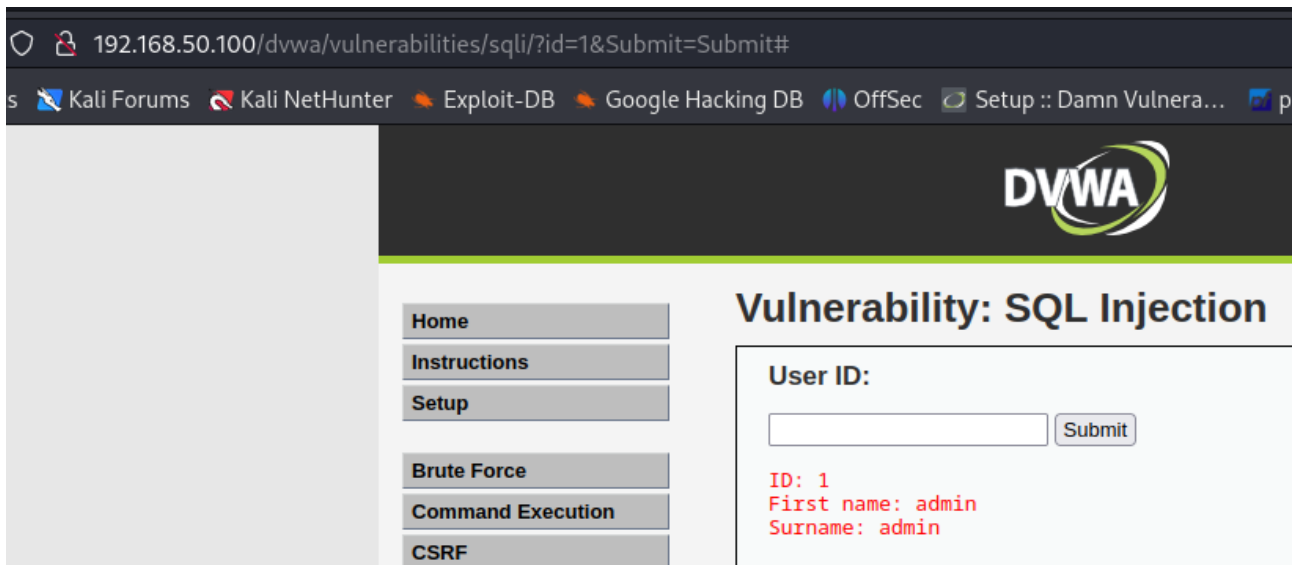 192.168.50.100/dvwa/vulnerabilities/sqli/?id=1&Submit=Submit#
s Kali Forums Kali NetHunter Exploit-DB Google Hacking DB OffSec Setup :: Damn Vulnera... p
DVWA
Home
Instructions
Setup
Brute Force
Command Execution
CSRF
Vulnerability: SQL Injection
User ID:
Submit
ID: 1
First name: admin
Surname: admin